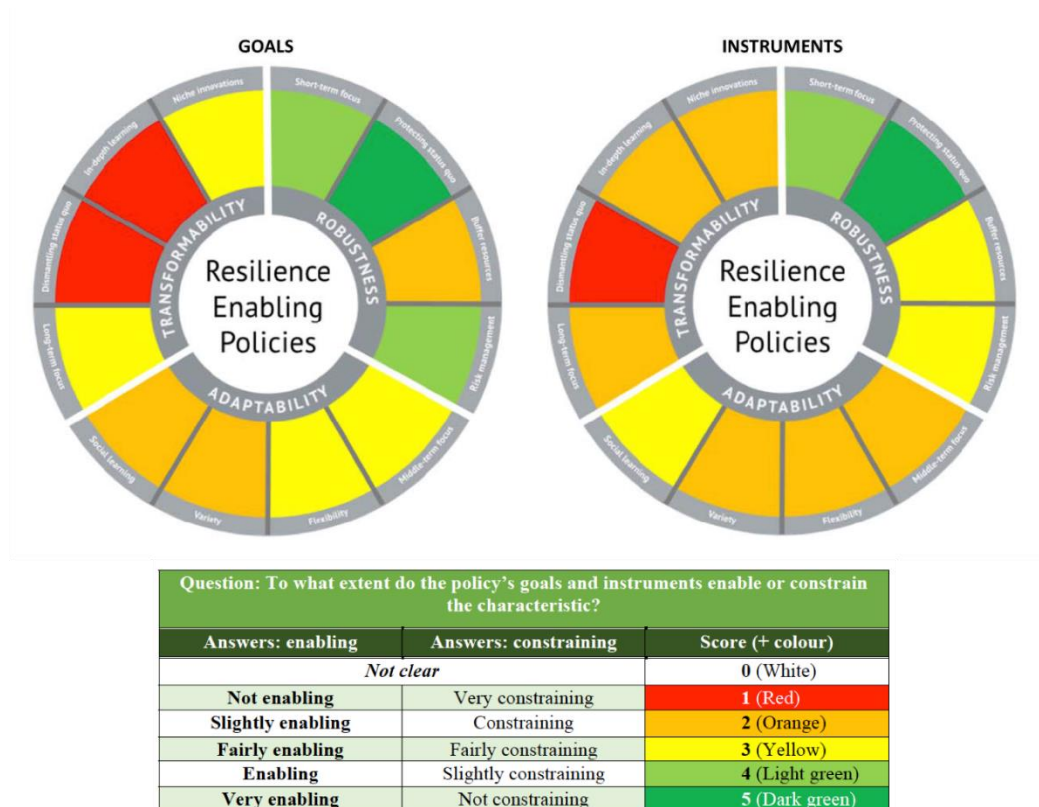 GOALS
Niche innovations
Short-term focus
In-depth learning
Protecting status quo
Dismantling status quo
Buffer resources
Long-term focus
Risk management
Social learning
Middle-term focus
Variety
Flexibility
TRANSFORMABILITY
ROBUSTNESS
ADAPTABILITY
Resilience
Enabling
Policies
INSTRUMENTS
Niche innovations
Short-term focus
In-depth learning
Protecting status quo
Dismantling status quo
Buffer resources
Long-term focus
Risk management
Social learning
Middle-term focus
Variety
Flexibility
TRANSFORMABILITY
ROBUSTNESS
ADAPTABILITY
Resilience
Enabling
Policies
Question: To what extent do the policy's goals and instruments enable or constrain
the characteristic?
Answers: enabling Answers: constraining Score (+ colour)
Not clear 0 (White)
Not enabling Very constraining 1 (Red)
Slightly enabling Constraining 2 (Orange)
Fairly enabling Fairly constraining 3 (Yellow)
Enabling Slightly constraining 4 (Light green)
Very enabling Not constraining 5 (Dark green)